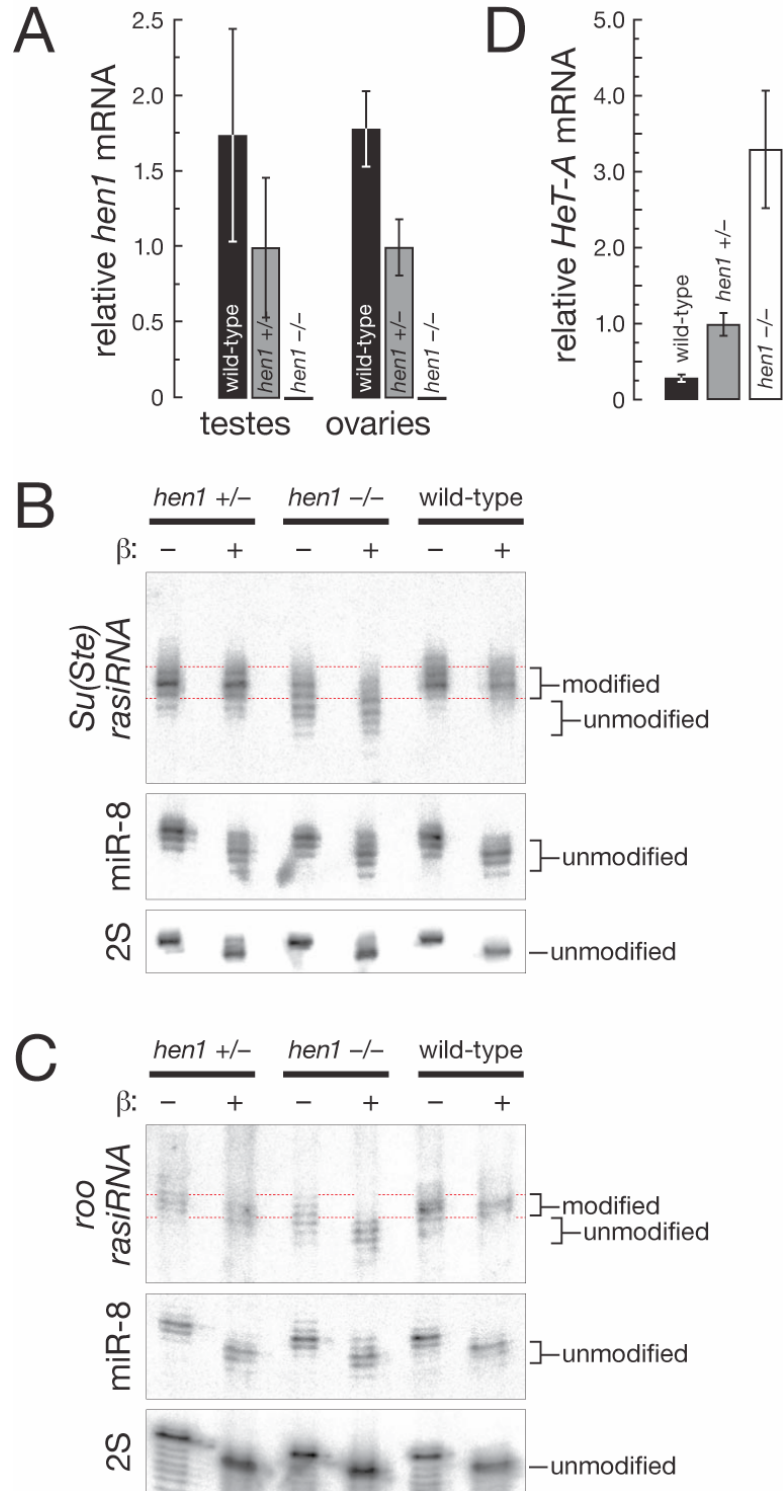 A
relative hen1 mRNA
2.5
2.0
1.5
1.0
0.5
0
wild-type
hen1 +/–
hen1 –/–
wild-type
hen1 +/–
hen1 –/–
testes
ovaries
D
relative HeT-A mRNA
5.0
4.0
3.0
2.0
1.0
0
wild-type
hen1 +/–
hen1 –/–
B
hen1 +/– hen1 –/– wild-type
β: – + – + – +
Su(Ste)
rasiRNA
modified
unmodified
miR-8
unmodified
2S
unmodified
C
hen1 +/– hen1 –/– wild-type
β: – + – + – +
roo
rasiRNA
modified
unmodified
miR-8
unmodified
2S
unmodified